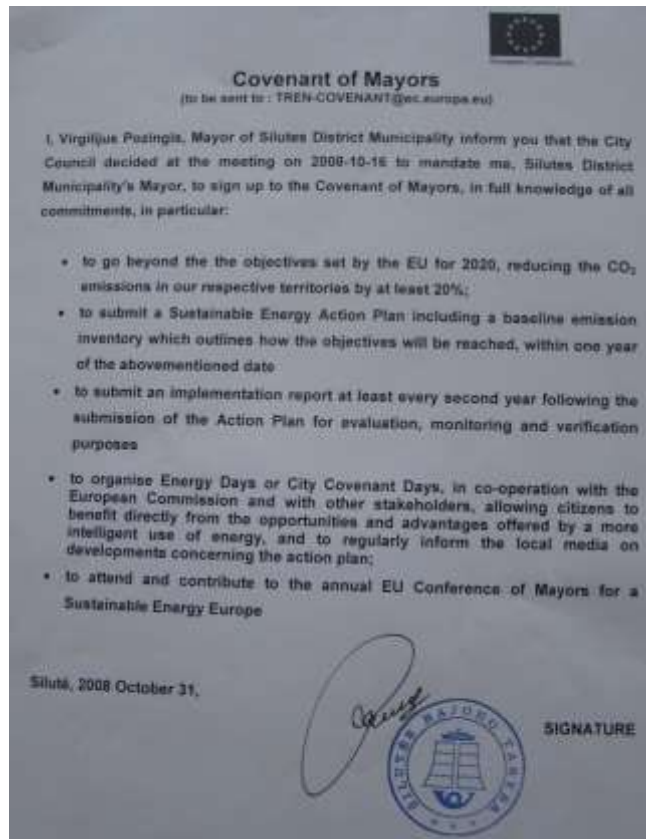 European Commission
Covenant of Mayors
(to be sent to : TREN-COVENANT@ec.europa.eu)
I, Virgilijus Pozingis, Mayor of Silutes District Municipality inform you that the City
Council decided at the meeting on 2008-10-16 to mandate me, Silutes District
Municipality's Mayor, to sign up to the Covenant of Mayors, in full knowledge of all
commitments, in particular:
• to go beyond the the objectives set by the EU for 2020, reducing the CO₂
emissions in our respective territories by at least 20%;
• to submit a Sustainable Energy Action Plan including a baseline emission
inventory which outlines how the objectives will be reached, within one year
of the abovementioned date
• to submit an implementation report at least every second year following the
submission of the Action Plan for evaluation, monitoring and verification
purposes
• to organise Energy Days or City Covenant Days, in co-operation with the
European Commission and with other stakeholders, allowing citizens to
benefit directly from the opportunities and advantages offered by a more
intelligent use of energy, and to regularly inform the local media on
developments concerning the action plan;
• to attend and contribute to the annual EU Conference of Mayors for a
Sustainable Energy Europe
Siluté, 2008 October 31,
SIGNATURE
ŠILUTĖS RAJONO TARYBA